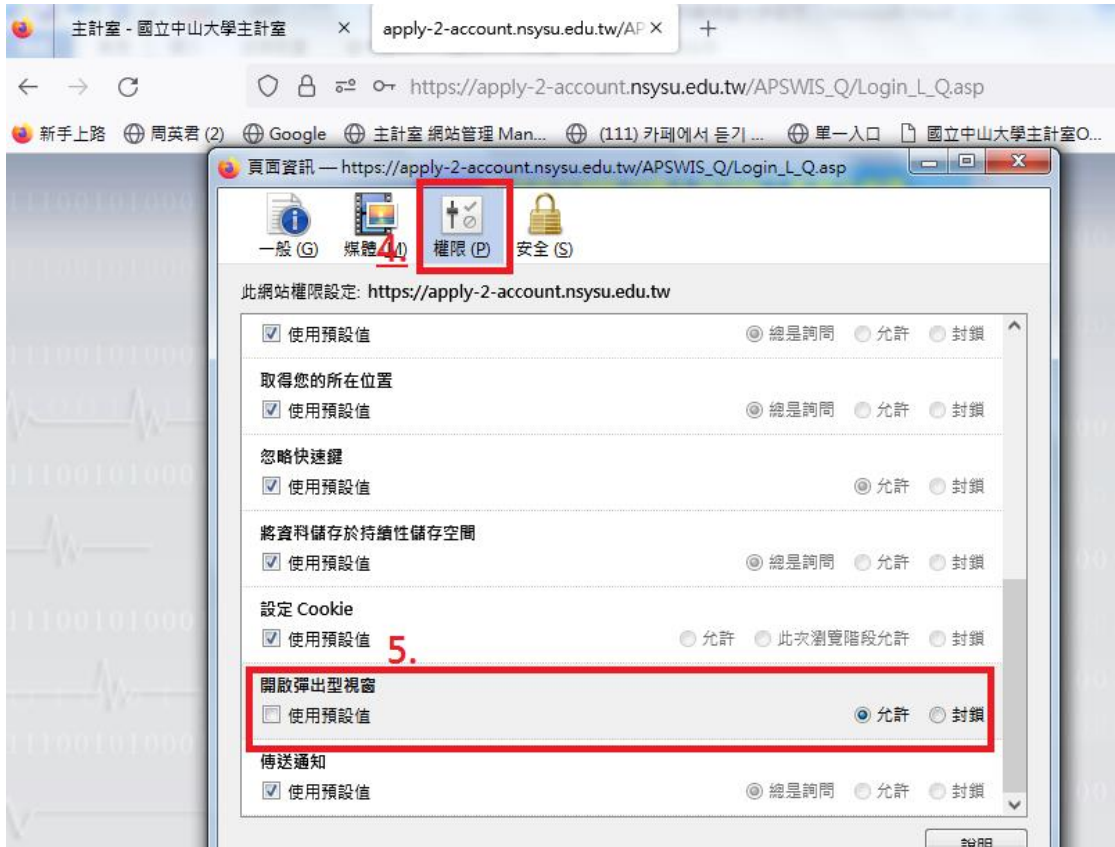 主計室 - 國立中山大學主計室
apply-2-account.nsysu.edu.tw/AP
https://apply-2-account.nsysu.edu.tw/APSWIS_Q/Login_L_Q.asp
新手上路 周英君 (2) Google 主計室 網站管理 Man... (111) 카페에서 듣기 ... 單一入口 國立中山大學主計室O...
頁面資訊 — https://apply-2-account.nsysu.edu.tw/APSWIS_Q/Login_L_Q.asp
一般 (G) 媒體 (M) 權限 (P) 安全 (S)
4.
此網站權限設定: https://apply-2-account.nsysu.edu.tw
使用預設值 總是詢問 允許 封鎖
取得您的所在位置
使用預設值 總是詢問 允許 封鎖
忽略快速鍵
使用預設值 允許 封鎖
將資料儲存於持續性儲存空間
使用預設值 總是詢問 允許 封鎖
設定 Cookie
使用預設值 允許 此次瀏覽階段允許 封鎖
5.
開啟彈出型視窗
使用預設值 允許 封鎖
傳送通知
使用預設值 總是詢問 允許 封鎖